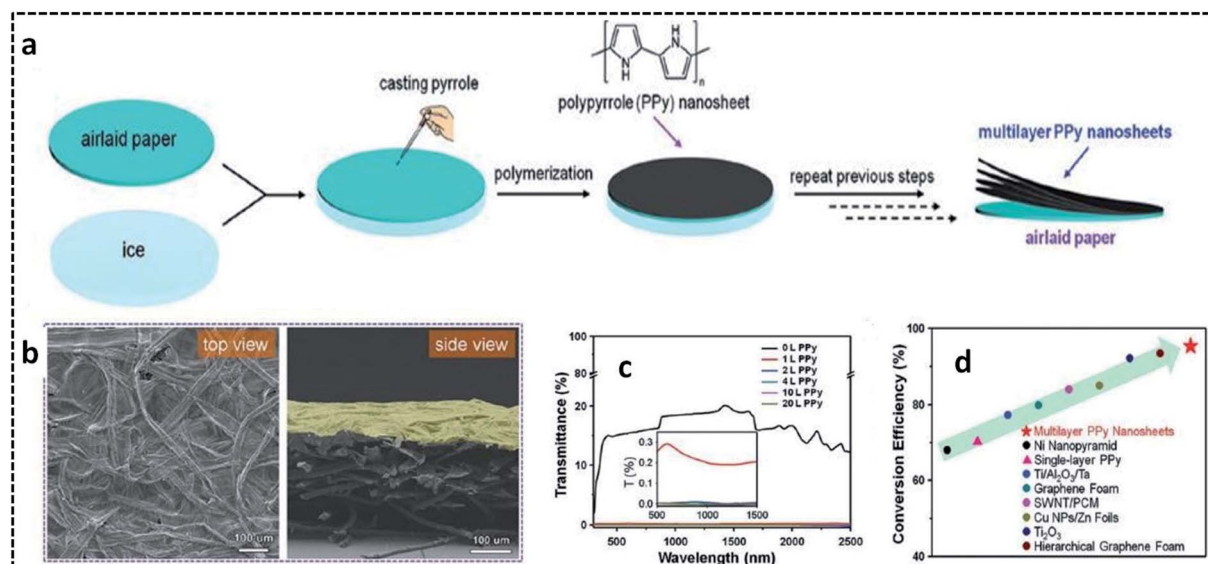 a
airlaid paper
ice
casting pyrrole
polymerization
N
H
H
N
n
polypyrrole (PPy) nanosheet
repeat previous steps
multilayer PPy nanosheets
airlaid paper
b
top view
100 um
side view
100 um
c
Transmittance (%)
100
80
20
10
0
500 1000 1500 2000 2500
Wavelength (nm)
0 L PPy
1 L PPy
2 L PPy
4 L PPy
10 L PPy
20 L PPy
T (%)
0.3
0.2
0.1
0.0
500 1000 1500
d
Conversion Efficiency (%)
100
90
80
70
60
50
40
Multilayer PPy Nanosheets
Ni Nanopyramid
Single-layer PPy
Ti/Al₂O₃/Ta
Graphene Foam
SWNT/PCM
Cu NPs/Zn Foils
Ti₂O₃
Hierarchical Graphene Foam